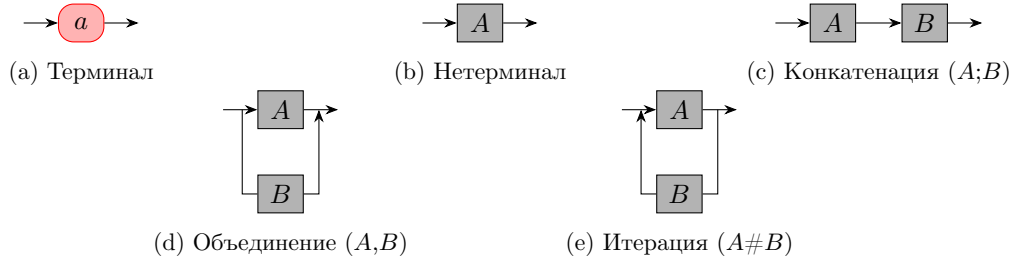 a
A
A B
(a) Терминал
(b) Нетерминал
(c) Конкатенация (A;B)
A
B
A
B
(d) Объединение (A,B)
(e) Итерация (A#B)